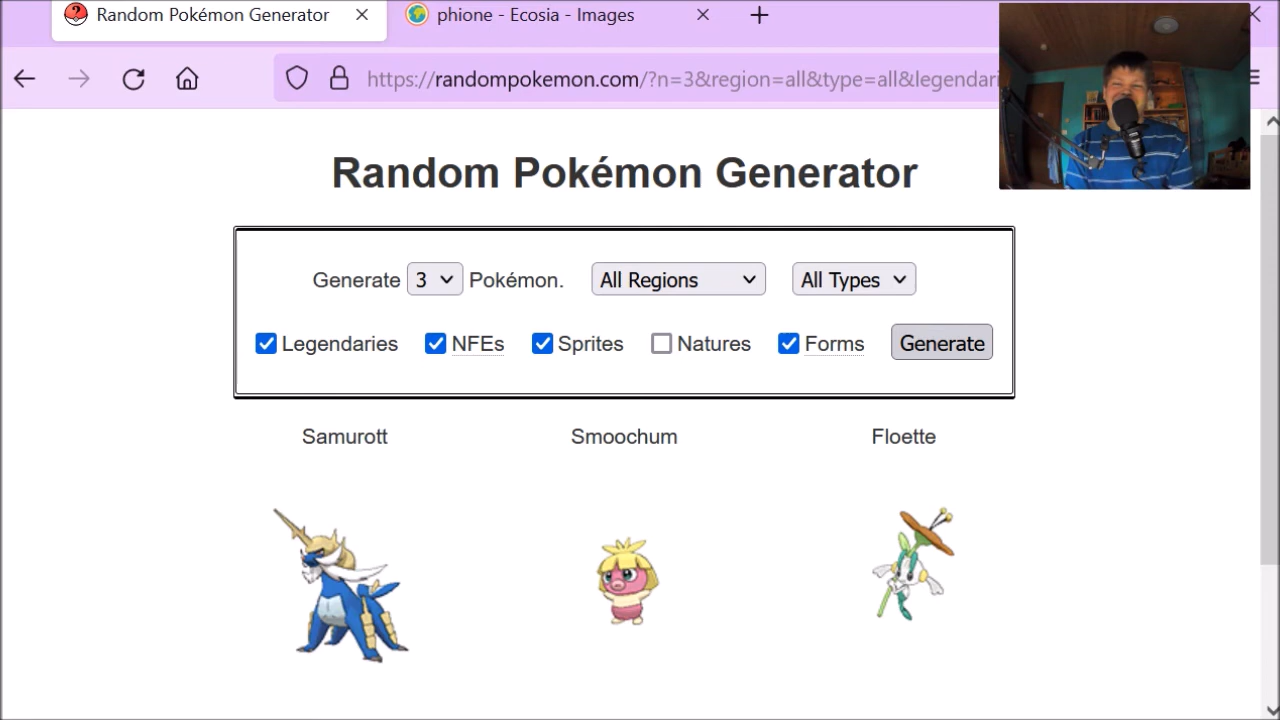 Random Pokémon Generator
phione - Ecosia - Images
https://randompokemon.com/?n=3&region=all&type=all&legendari
Random Pokémon Generator
Generate 3 Pokémon. All Regions All Types
Legendaries NFEs Sprites Natures Forms Generate
Samurott Smoochum Floette